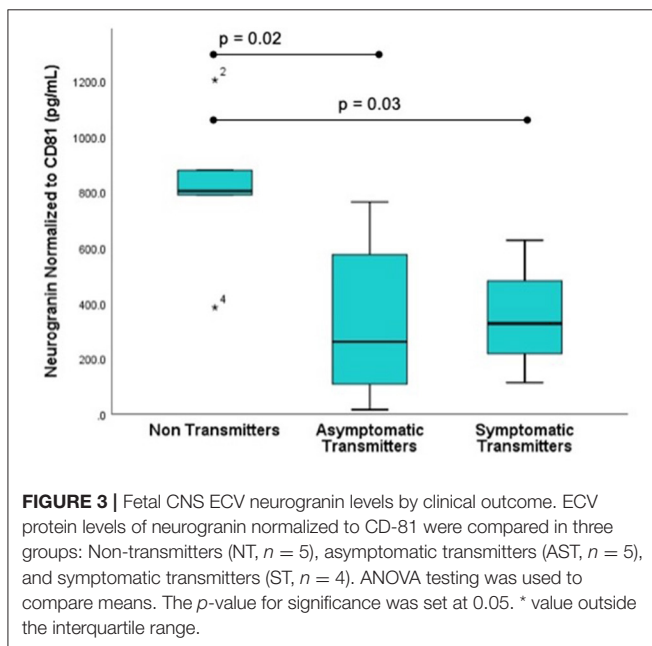 p = 0.02
*2
1200.0
p = 0.03
1000.0
800.0
600.0
*4
400.0
200.0
.0
Neurogranin Normalized to CD81 (pg/mL)
Non Transmitters
Asymptomatic
Transmitters
Symptomatic
Transmitters
FIGURE 3 | Fetal CNS ECV neurogranin levels by clinical outcome. ECV
protein levels of neurogranin normalized to CD-81 were compared in three
groups: Non-transmitters (NT, n = 5), asymptomatic transmitters (AST, n = 5),
and symptomatic transmitters (ST, n = 4). ANOVA testing was used to
compare means. The p-value for significance was set at 0.05. * value outside
the interquartile range.